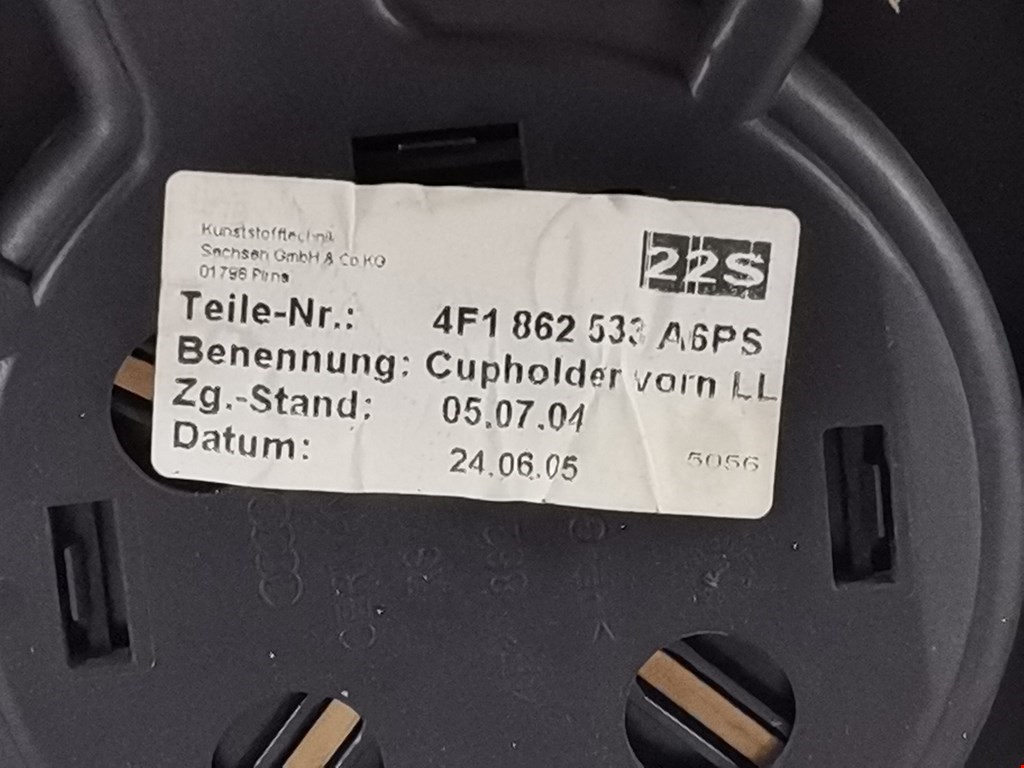 Kunststofftechnik
Sachsen GmbH & Co.KG
01796 Pirna
22S
Teile-Nr.: 4F1 862 533 A6PS
Benennung: Cupholder vorn LL
Zg.-Stand: 05.07.04
Datum: 24.06.05
5056